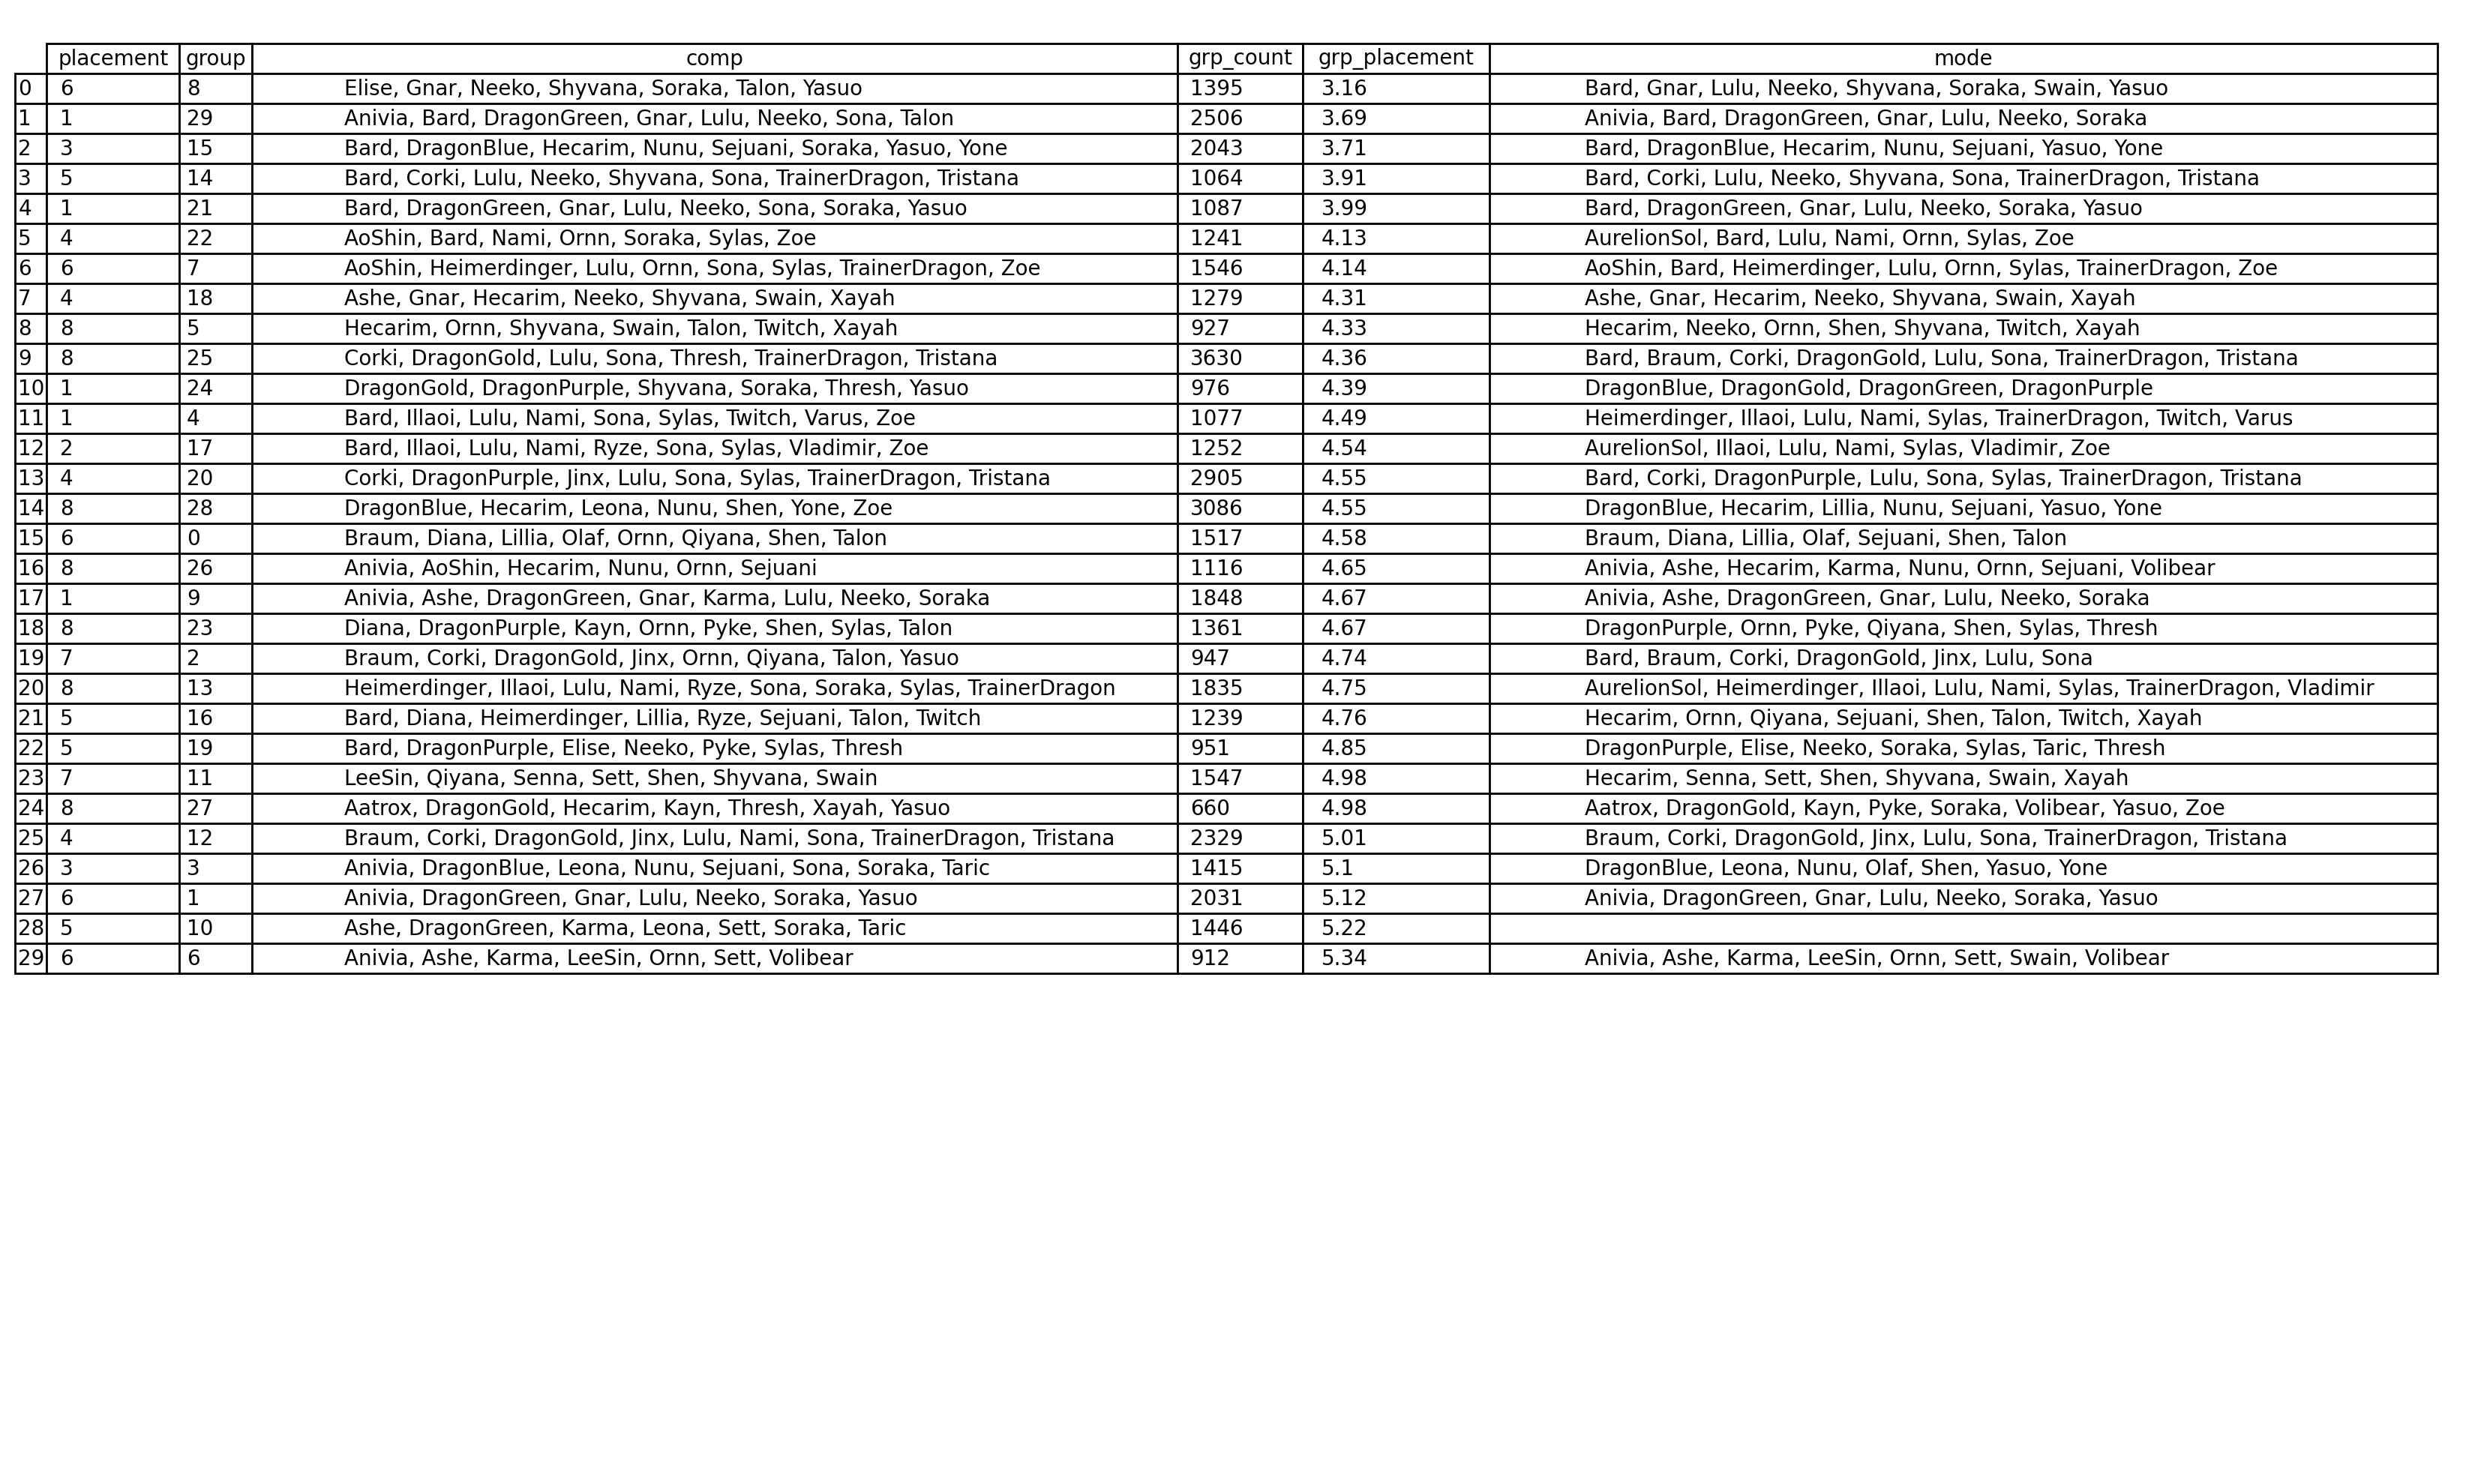 placement group comp grp_count grp_placement mode
0 6 8 Elise, Gnar, Neeko, Shyvana, Soraka, Talon, Yasuo 1395 3.16 Bard, Gnar, Lulu, Neeko, Shyvana, Soraka, Swain, Yasuo
1 1 29 Anivia, Bard, DragonGreen, Gnar, Lulu, Neeko, Sona, Talon 2506 3.69 Anivia, Bard, DragonGreen, Gnar, Lulu, Neeko, Soraka
2 3 15 Bard, DragonBlue, Hecarim, Nunu, Sejuani, Soraka, Yasuo, Yone 2043 3.71 Bard, DragonBlue, Hecarim, Nunu, Sejuani, Yasuo, Yone
3 5 14 Bard, Corki, Lulu, Neeko, Shyvana, Sona, TrainerDragon, Tristana 1064 3.91 Bard, Corki, Lulu, Neeko, Shyvana, Sona, TrainerDragon, Tristana
4 1 21 Bard, DragonGreen, Gnar, Lulu, Neeko, Sona, Soraka, Yasuo 1087 3.99 Bard, DragonGreen, Gnar, Lulu, Neeko, Soraka, Yasuo
5 4 22 AoShin, Bard, Nami, Ornn, Soraka, Sylas, Zoe 1241 4.13 AurelionSol, Bard, Lulu, Nami, Ornn, Sylas, Zoe
6 6 7 AoShin, Heimerdinger, Lulu, Ornn, Sona, Sylas, TrainerDragon, Zoe 1546 4.14 AoShin, Bard, Heimerdinger, Lulu, Ornn, Sylas, TrainerDragon, Zoe
7 4 18 Ashe, Gnar, Hecarim, Neeko, Shyvana, Swain, Xayah 1279 4.31 Ashe, Gnar, Hecarim, Neeko, Shyvana, Swain, Xayah
8 8 5 Hecarim, Ornn, Shyvana, Swain, Talon, Twitch, Xayah 927 4.33 Hecarim, Neeko, Ornn, Shen, Shyvana, Twitch, Xayah
9 8 25 Corki, DragonGold, Lulu, Sona, Thresh, TrainerDragon, Tristana 3630 4.36 Bard, Braum, Corki, DragonGold, Lulu, Sona, TrainerDragon, Tristana
10 1 24 DragonGold, DragonPurple, Shyvana, Soraka, Thresh, Yasuo 976 4.39 DragonBlue, DragonGold, DragonGreen, DragonPurple
11 1 4 Bard, Illaoi, Lulu, Nami, Sona, Sylas, Twitch, Varus, Zoe 1077 4.49 Heimerdinger, Illaoi, Lulu, Nami, Sylas, TrainerDragon, Twitch, Varus
12 2 17 Bard, Illaoi, Lulu, Nami, Ryze, Sona, Sylas, Vladimir, Zoe 1252 4.54 AurelionSol, Illaoi, Lulu, Nami, Sylas, Vladimir, Zoe
13 4 20 Corki, DragonPurple, Jinx, Lulu, Sona, Sylas, TrainerDragon, Tristana 2905 4.55 Bard, Corki, DragonPurple, Lulu, Sona, Sylas, TrainerDragon, Tristana
14 8 28 DragonBlue, Hecarim, Leona, Nunu, Shen, Yone, Zoe 3086 4.55 DragonBlue, Hecarim, Lillia, Nunu, Sejuani, Yasuo, Yone
15 6 0 Braum, Diana, Lillia, Olaf, Ornn, Qiyana, Shen, Talon 1517 4.58 Braum, Diana, Lillia, Olaf, Sejuani, Shen, Talon
16 8 26 Anivia, AoShin, Hecarim, Nunu, Ornn, Sejuani 1116 4.65 Anivia, Ashe, Hecarim, Karma, Nunu, Ornn, Sejuani, Volibear
17 1 9 Anivia, Ashe, DragonGreen, Gnar, Karma, Lulu, Neeko, Soraka 1848 4.67 Anivia, Ashe, DragonGreen, Gnar, Lulu, Neeko, Soraka
18 8 23 Diana, DragonPurple, Kayn, Ornn, Pyke, Shen, Sylas, Talon 1361 4.67 DragonPurple, Ornn, Pyke, Qiyana, Shen, Sylas, Thresh
19 7 2 Braum, Corki, DragonGold, Jinx, Ornn, Qiyana, Talon, Yasuo 947 4.74 Bard, Braum, Corki, DragonGold, Jinx, Lulu, Sona
20 8 13 Heimerdinger, Illaoi, Lulu, Nami, Ryze, Sona, Soraka, Sylas, TrainerDragon 1835 4.75 AurelionSol, Heimerdinger, Illaoi, Lulu, Nami, Sylas, TrainerDragon, Vladimir
21 5 16 Bard, Diana, Heimerdinger, Lillia, Ryze, Sejuani, Talon, Twitch 1239 4.76 Hecarim, Ornn, Qiyana, Sejuani, Shen, Talon, Twitch, Xayah
22 5 19 Bard, DragonPurple, Elise, Neeko, Pyke, Sylas, Thresh 951 4.85 DragonPurple, Elise, Neeko, Soraka, Sylas, Taric, Thresh
23 7 11 LeeSin, Qiyana, Senna, Sett, Shen, Shyvana, Swain 1547 4.98 Hecarim, Senna, Sett, Shen, Shyvana, Swain, Xayah
24 8 27 Aatrox, DragonGold, Hecarim, Kayn, Thresh, Xayah, Yasuo 660 4.98 Aatrox, DragonGold, Kayn, Pyke, Soraka, Volibear, Yasuo, Zoe
25 4 12 Braum, Corki, DragonGold, Jinx, Lulu, Nami, Sona, TrainerDragon, Tristana 2329 5.01 Braum, Corki, DragonGold, Jinx, Lulu, Sona, TrainerDragon, Tristana
26 3 3 Anivia, DragonBlue, Leona, Nunu, Sejuani, Sona, Soraka, Taric 1415 5.1 DragonBlue, Leona, Nunu, Olaf, Shen, Yasuo, Yone
27 6 1 Anivia, DragonGreen, Gnar, Lulu, Neeko, Soraka, Yasuo 2031 5.12 Anivia, DragonGreen, Gnar, Lulu, Neeko, Soraka, Yasuo
28 5 10 Ashe, DragonGreen, Karma, Leona, Sett, Soraka, Taric 1446 5.22
29 6 6 Anivia, Ashe, Karma, LeeSin, Ornn, Sett, Volibear 912 5.34 Anivia, Ashe, Karma, LeeSin, Ornn, Sett, Swain, Volibear